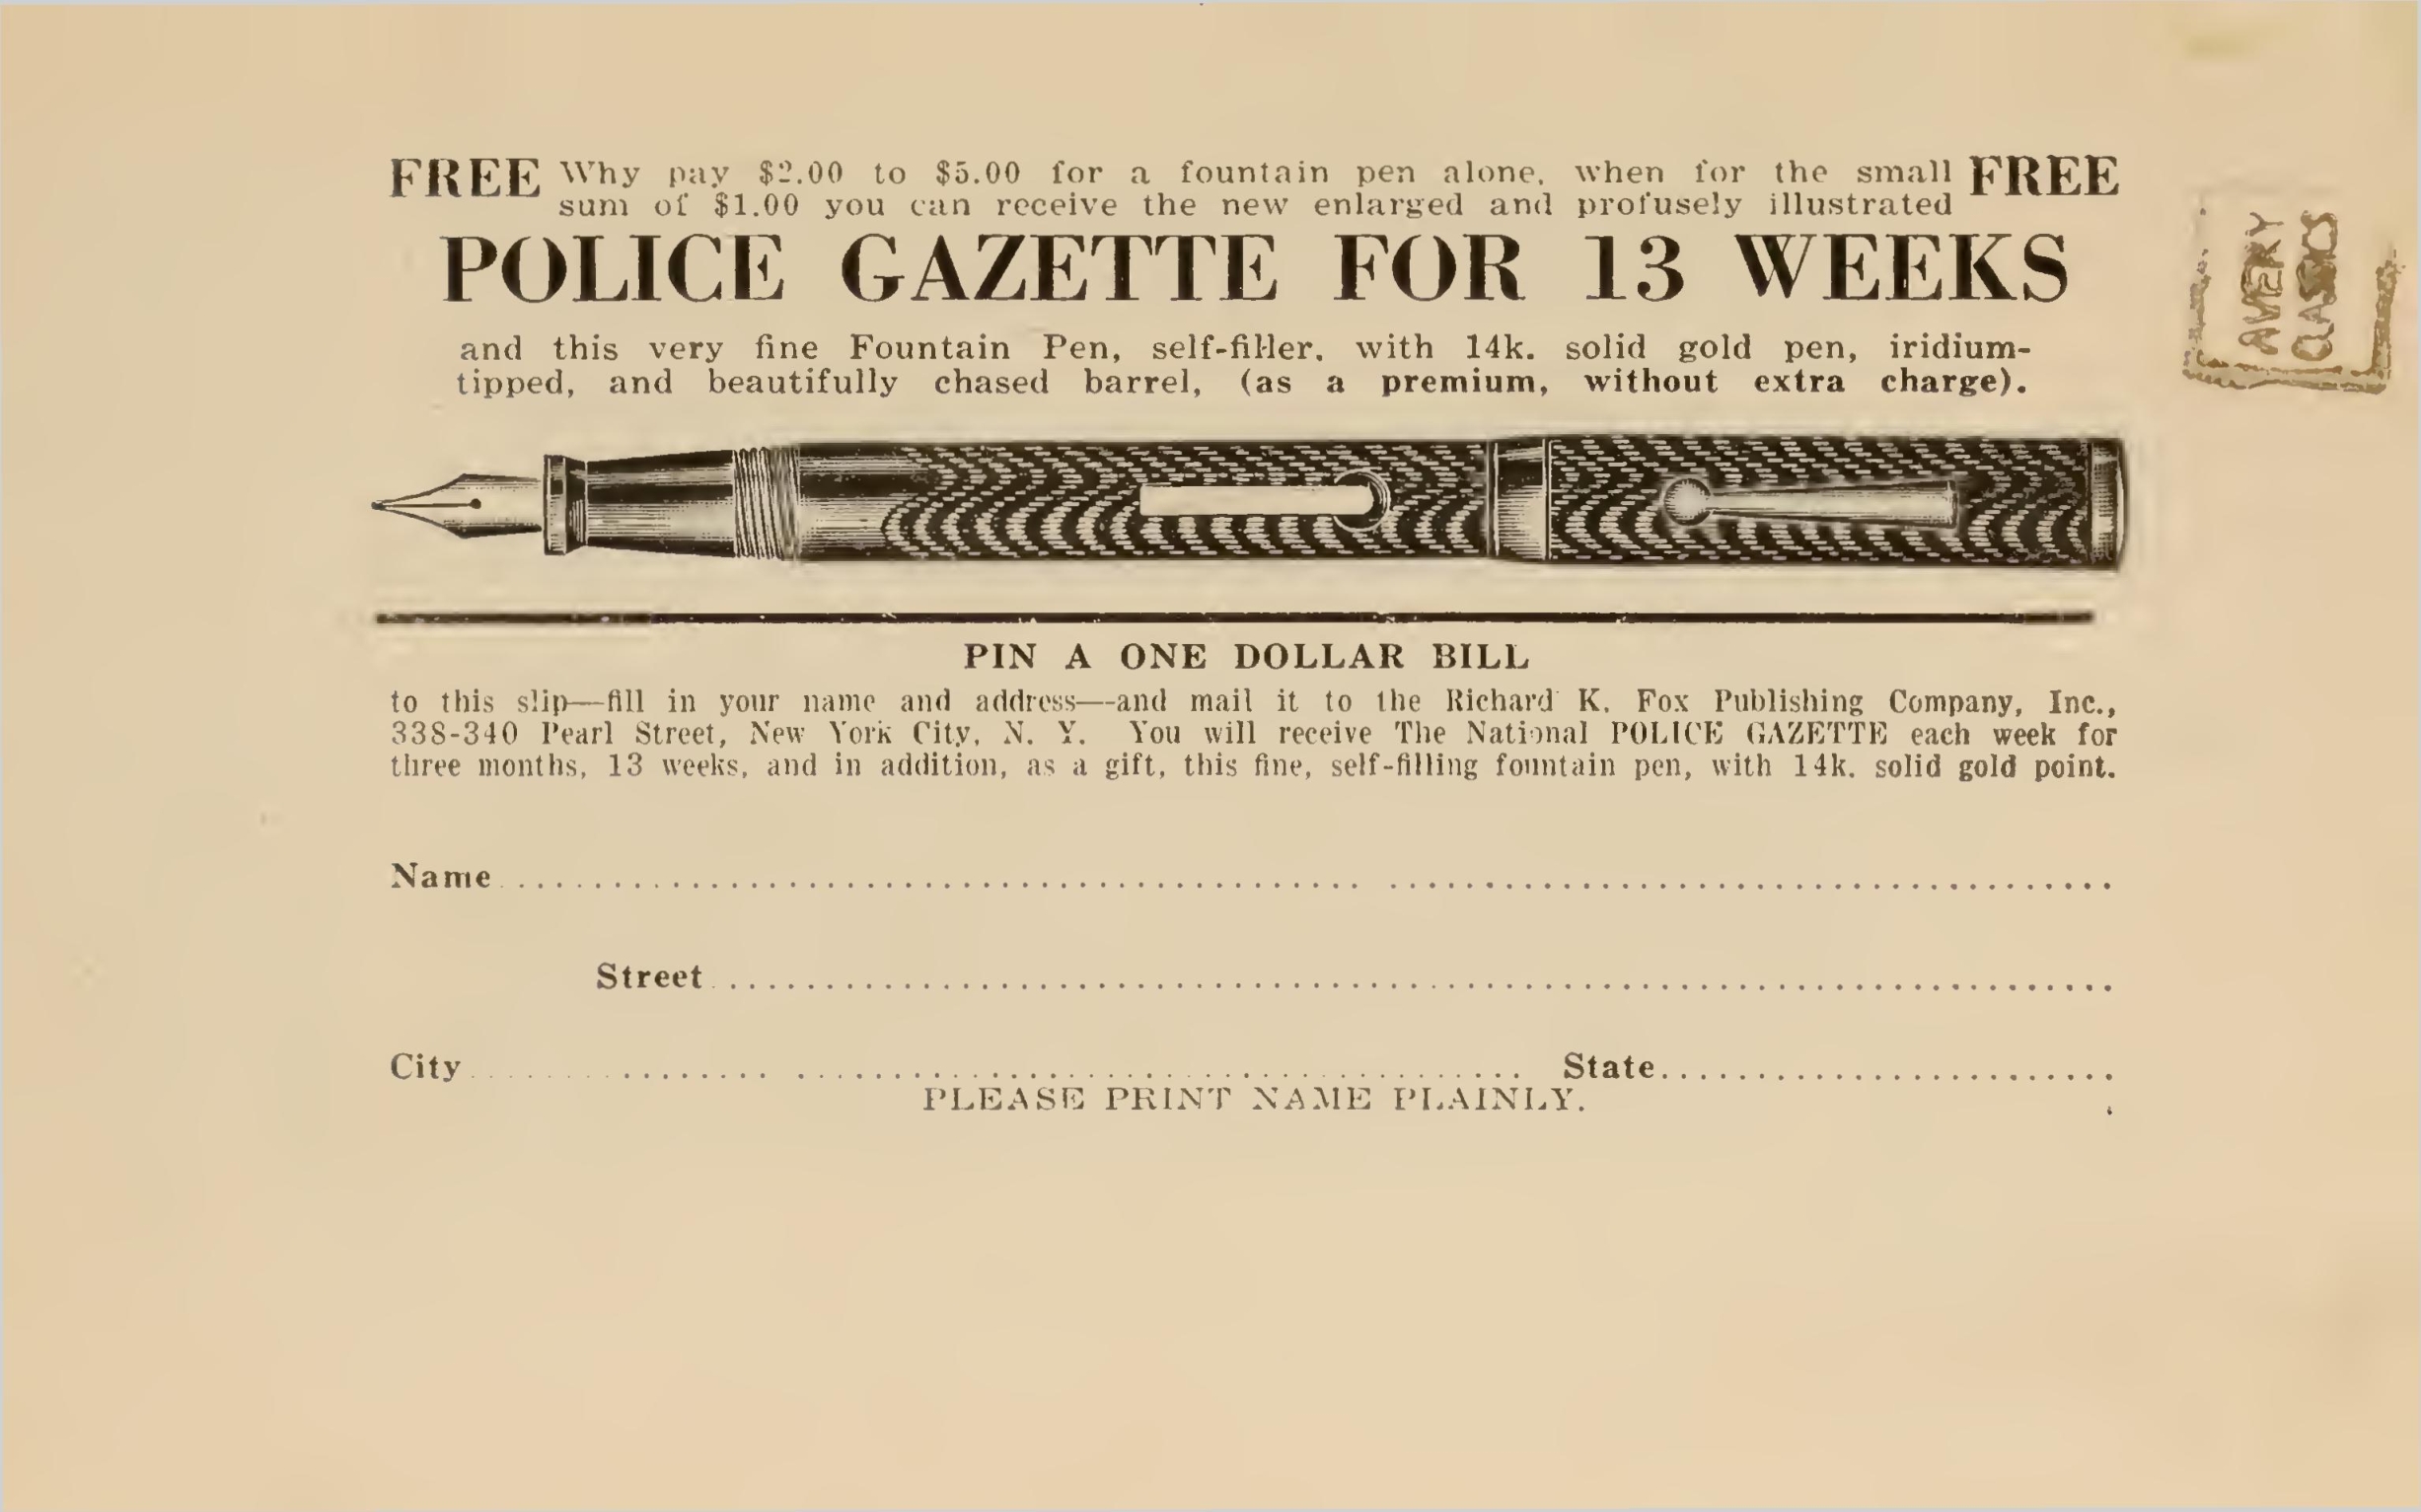 FREE Why pay $2.00 to $5.00 for a fountain pen alone, when for the small FREE
sum of $1.00 you can receive the new enlarged and profusely illustrated
POLICE GAZETTE FOR 13 WEEKS
and this very fine Fountain Pen, self-filler, with 14k. solid gold pen, iridium-
tipped, and beautifully chased barrel, (as a premium, without extra charge).
PIN A ONE DOLLAR BILL
to this slip—fill in your name and address—and mail it to the Richard K. Fox Publishing Company, Inc.,
338-340 Pearl Street, New York City, N. Y. You will receive The National POLICE GAZETTE each week for
three months, 13 weeks, and in addition, as a gift, this fine, self-filling fountain pen, with 14k. solid gold point.
Name
Street
City State
PLEASE PRINT NAME PLAINLY.
AVERY